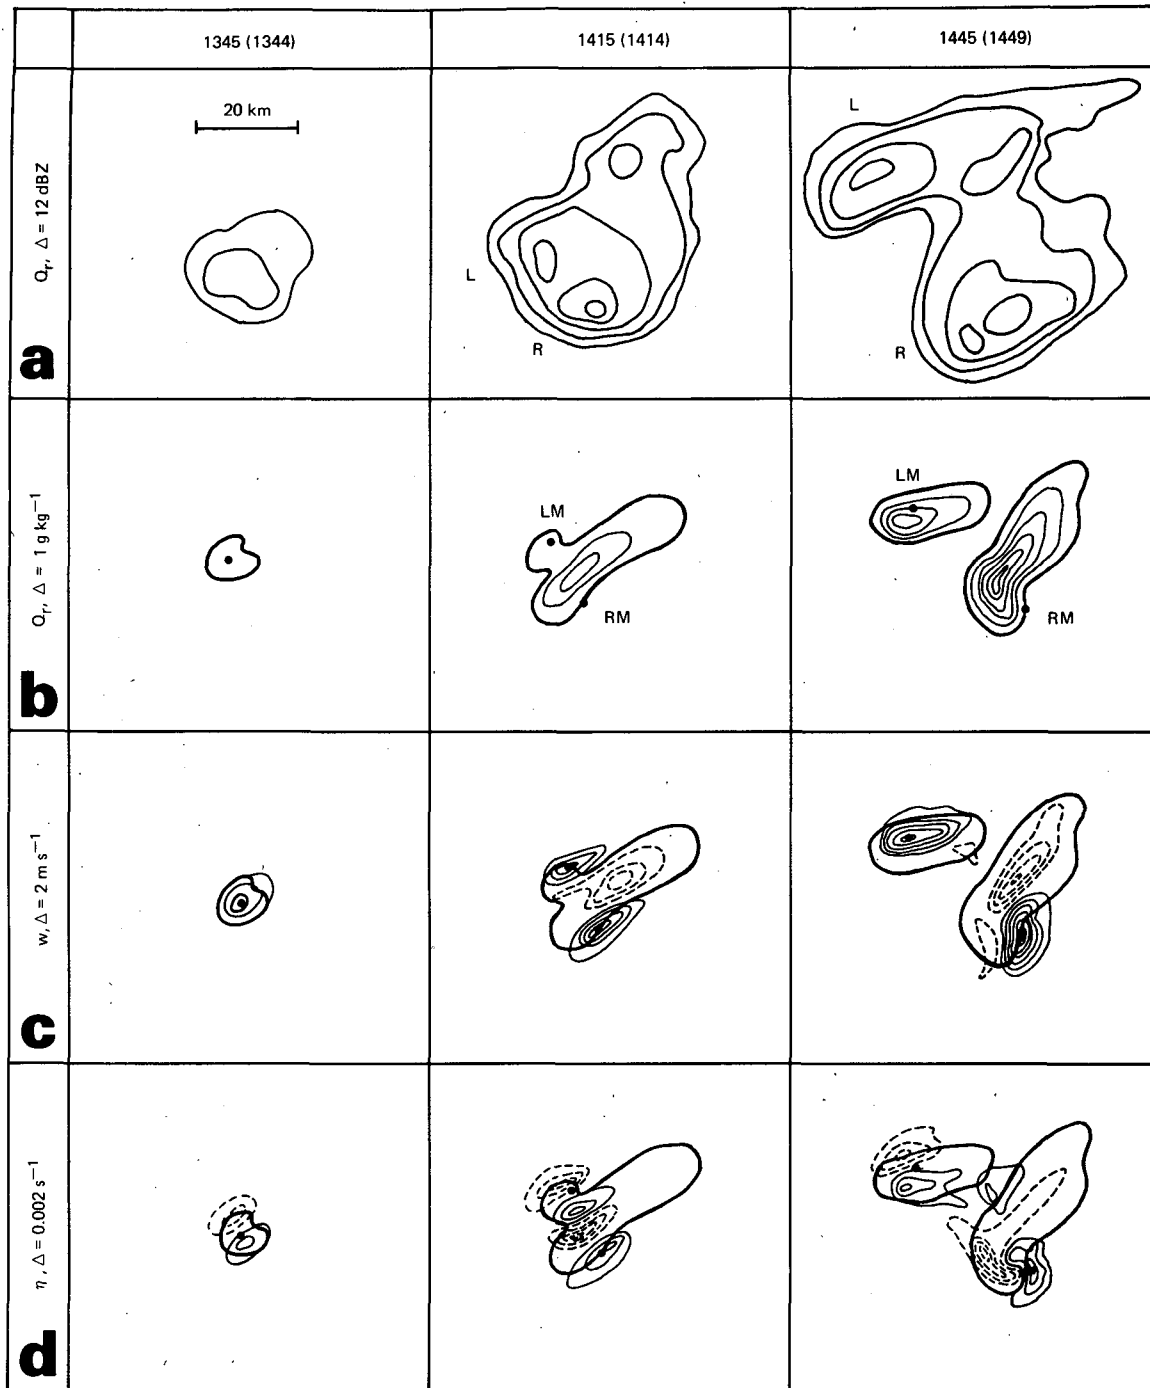 1345 (1344)
1415 (1414)
1445 (1449)
Qr, Δ = 12 dBZ
a
20 km
L
R
L
R
Qr, Δ = 1 g kg⁻¹
b
LM
RM
LM
RM
w, Δ = 2 m s⁻¹
c
η, Δ = 0.002 s⁻¹
d